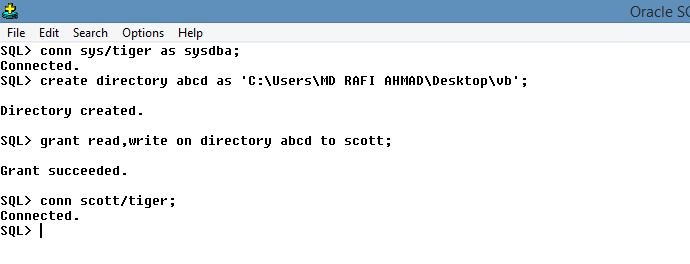 Oracle SQ
File Edit Search Options Help
SQL> conn sys/tiger as sysdba;
Connected.
SQL> create directory abcd as 'C:\Users\MD RAFI AHMAD\Desktop\vb';
Directory created.
SQL> grant read,write on directory abcd to scott;
Grant succeeded.
SQL> conn scott/tiger;
Connected.
SQL>